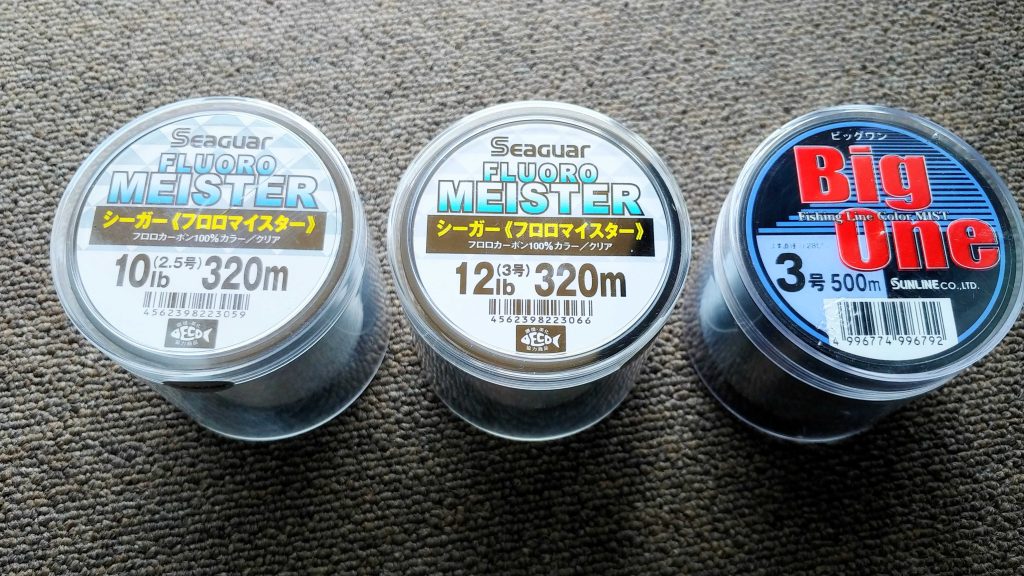 Seaguar
FLUORO
MEISTER
シーガー《フロロマイスター》
フロロカーボン100%カラー/クリア
10lb (2.5号) 320m
4562398223059
Seaguar
FLUORO
MEISTER
シーガー《フロロマイスター》
フロロカーボン100%カラー/クリア
12lb (3号) 320m
4562398223066
ビッグワン
Big
Fishing Line Color,MIST
One
3号 500m
SUNLINE CO.,LTD.
4 996774 996792